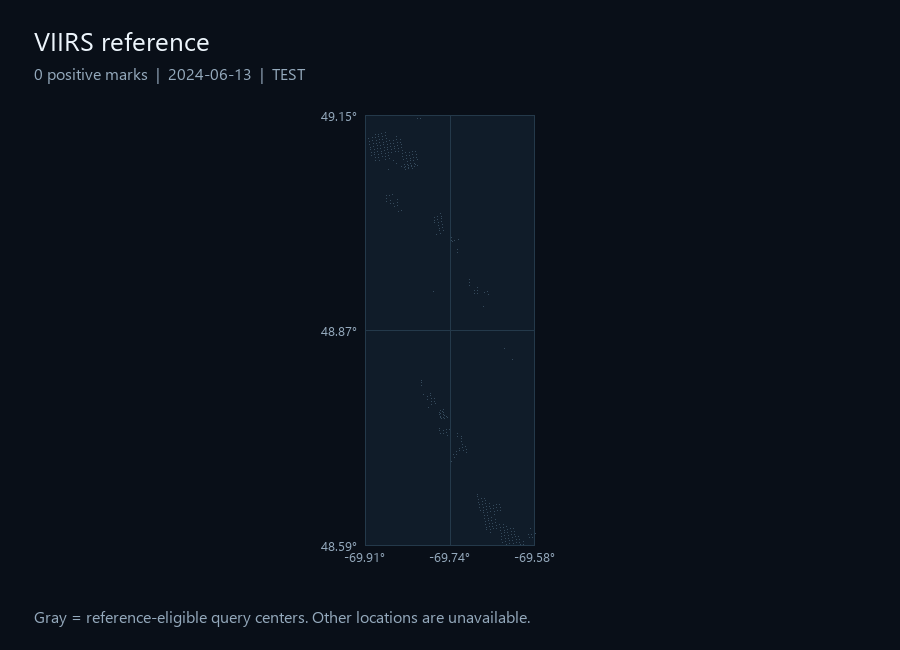 VIIRS reference
0 positive marks | 2024-06-13 | TEST
49.15°
48.87°
48.59°
-69.91° -69.74° -69.58°
Gray = reference-eligible query centers. Other locations are unavailable.